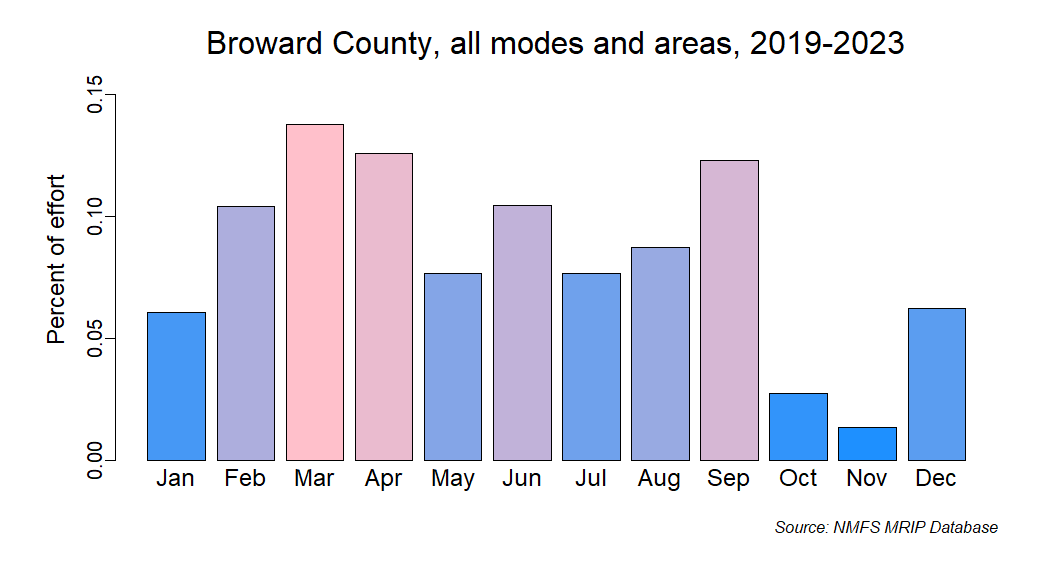 Broward County, all modes and areas, 2019-2023
Percent of effort
0.15
0.10
0.05
0.00
Jan Feb Mar Apr May Jun Jul Aug Sep Oct Nov Dec
Source: NMFS MRIP Database